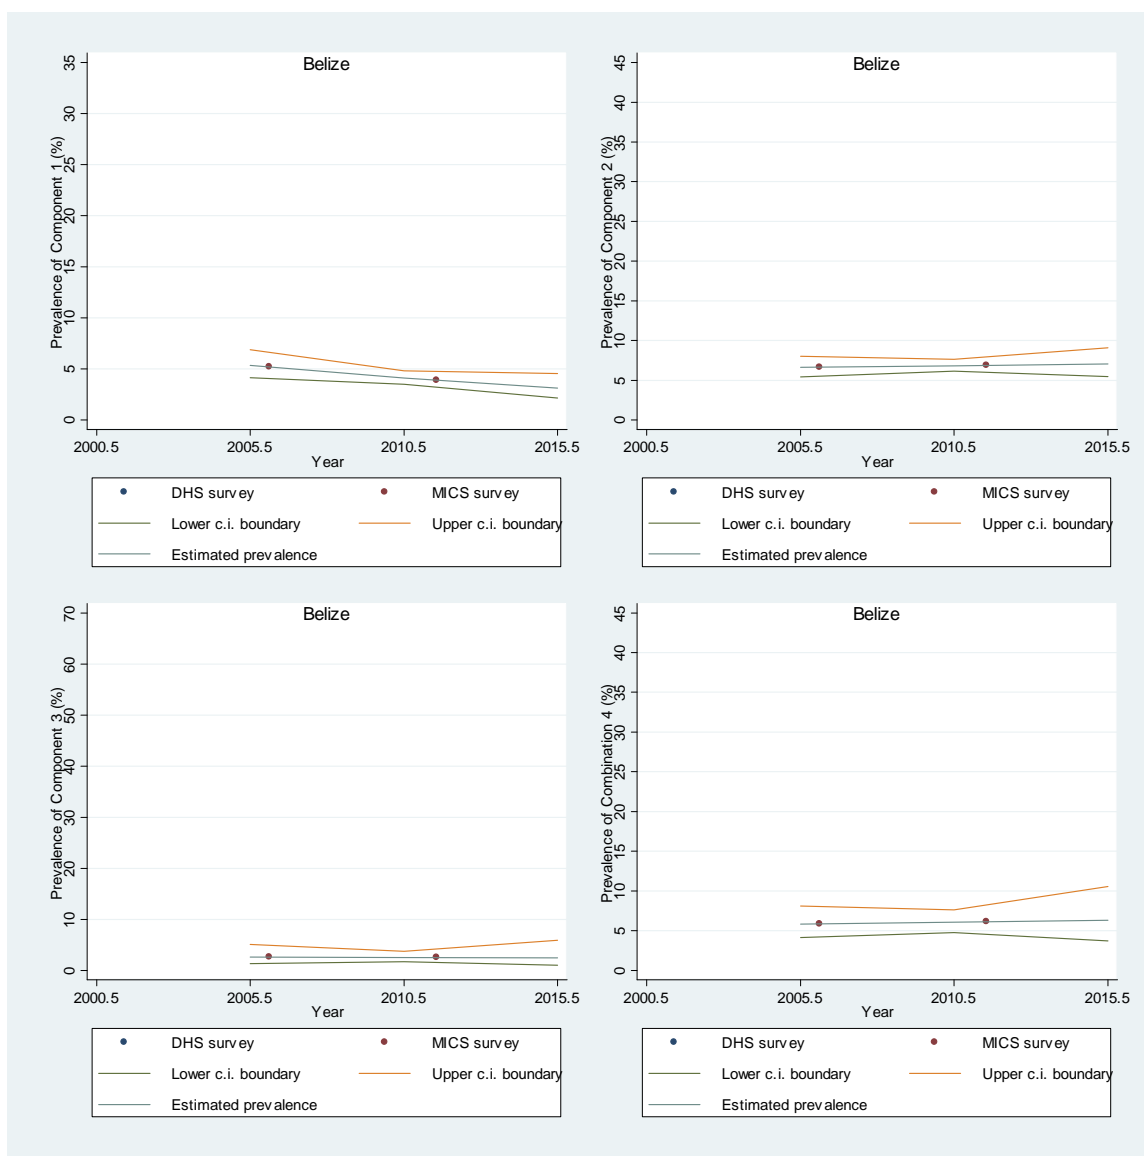 Belize
Prevalence of Component 1 (%)
35
30
25
20
15
10
5
0
2000.5 2005.5 2010.5 2015.5
Year
DHS survey MICS survey
Lower c.i. boundary Upper c.i. boundary
Estimated prevalence
Belize
Prevalence of Component 2 (%)
45
40
35
30
25
20
15
10
5
0
2000.5 2005.5 2010.5 2015.5
Year
DHS survey MICS survey
Lower c.i. boundary Upper c.i. boundary
Estimated prevalence
Belize
Prevalence of Component 3 (%)
70
60
50
40
30
20
10
0
2000.5 2005.5 2010.5 2015.5
Year
DHS survey MICS survey
Lower c.i. boundary Upper c.i. boundary
Estimated prevalence
Belize
Prevalence of Combination 4 (%)
45
40
35
30
25
20
15
10
5
0
2000.5 2005.5 2010.5 2015.5
Year
DHS survey MICS survey
Lower c.i. boundary Upper c.i. boundary
Estimated prevalence